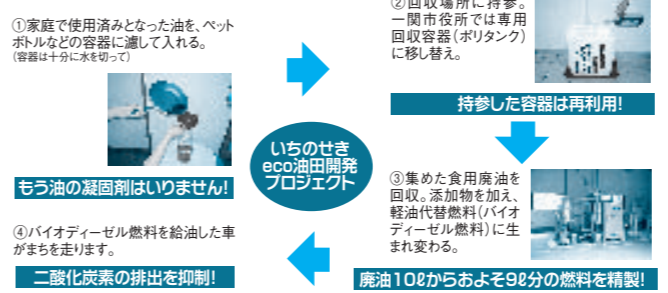 ①家庭で使用済みとなった油を、ペット
ボトルなどの容器に濾して入れる。
(容器は十分に水を切って)
もう油の凝固剤はいりません!
②回収場所に持参。
一関市役所では専用
回収容器(ポリタンク)
に移し替え。
持参した容器は再利用!
いちのせき
eco油田開発
プロジェクト
③集めた食用廃油を
回収。添加物を加え、
軽油代替燃料(バイオ
ディーゼル燃料)に生
まれ変わる。
廃油10ℓからおよそ9ℓ分の燃料を精製!
④バイオディーゼル燃料を給油した車
がまちを走ります。
二酸化炭素の排出を抑制!